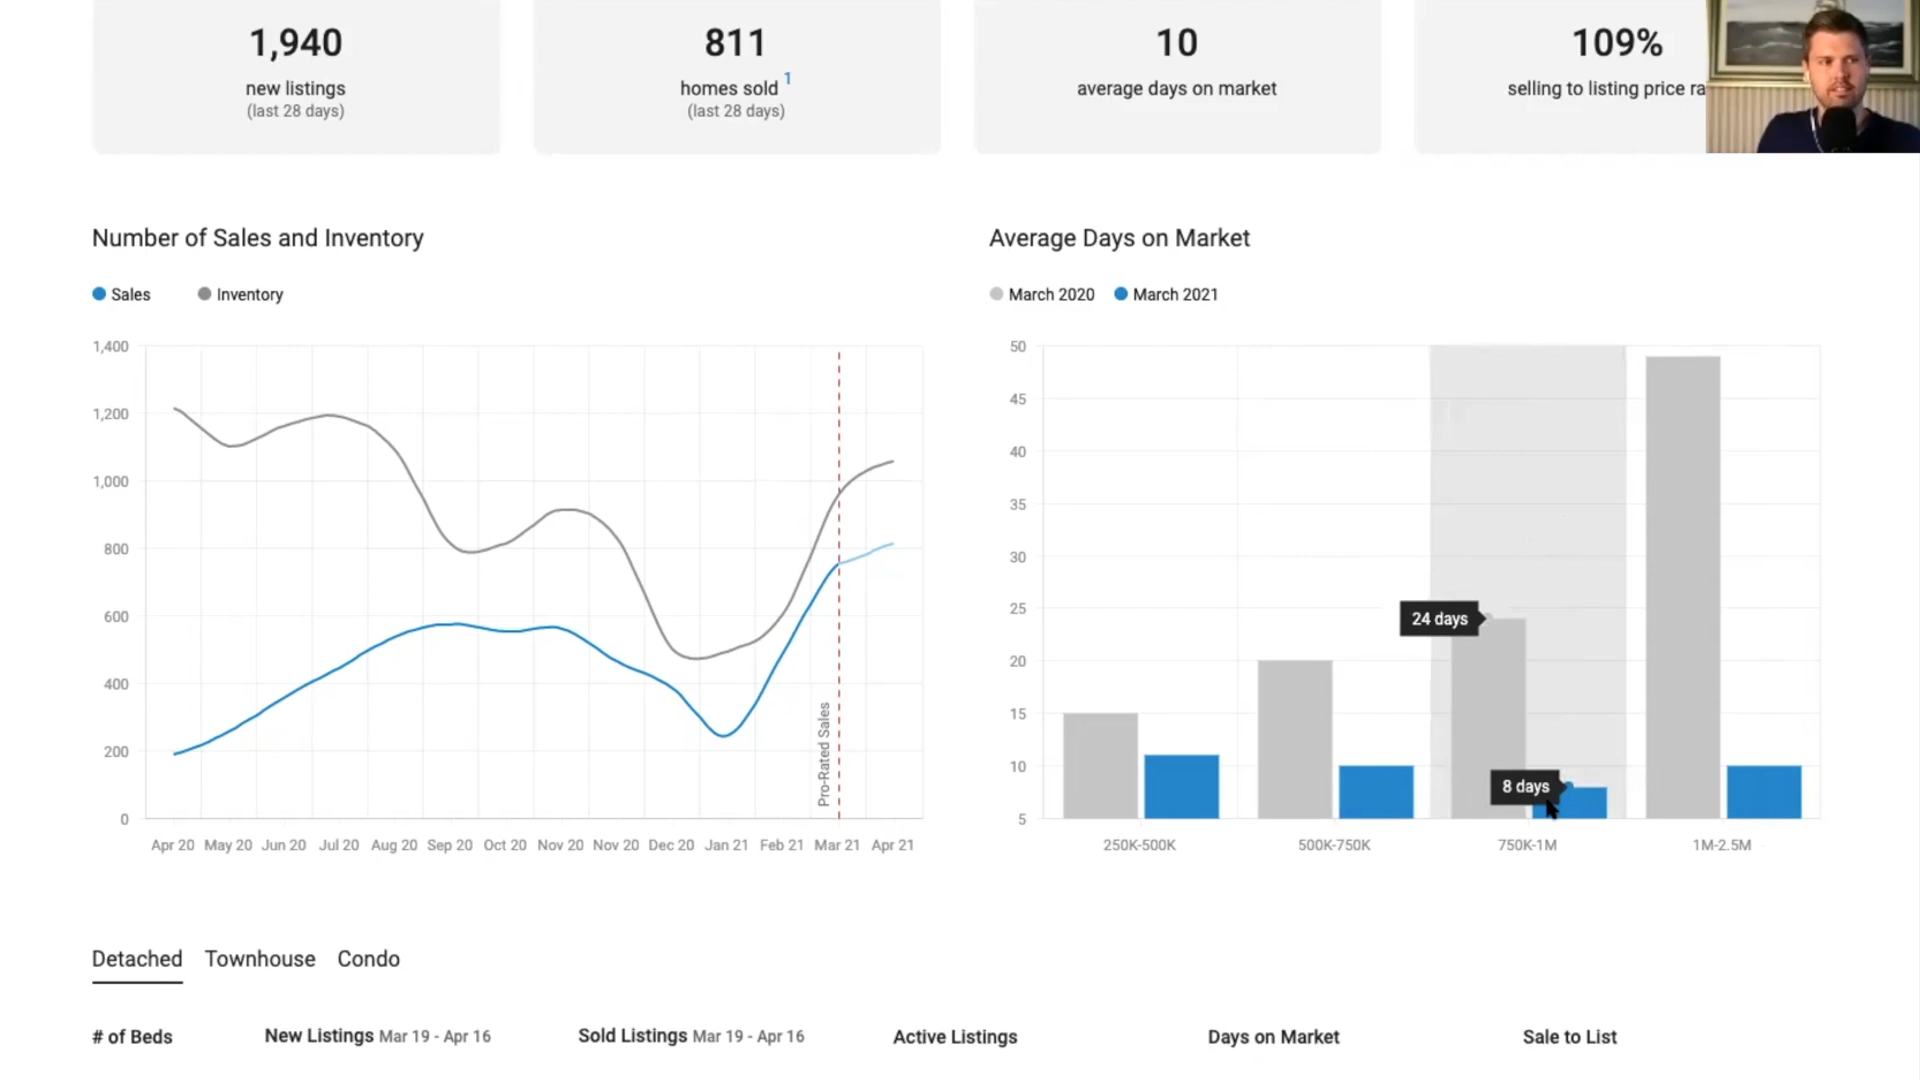 1,940
new listings
(last 28 days)
811
homes sold 1
(last 28 days)
10
average days on market
109%
selling to listing price ra
Number of Sales and Inventory
Sales Inventory
1,400
1,200
1,000
800
600
400
200
0
Pro-Rated Sales
Apr 20 May 20 Jun 20 Jul 20 Aug 20 Sep 20 Oct 20 Nov 20 Nov 20 Dec 20 Jan 21 Feb 21 Mar 21 Apr 21
Average Days on Market
March 2020 March 2021
50
45
40
35
30
25
20
15
10
5
24 days
8 days
250K-500K 500K-750K 750K-1M 1M-2.5M
Detached Townhouse Condo
# of Beds New Listings Mar 19 - Apr 16 Sold Listings Mar 19 - Apr 16 Active Listings Days on Market Sale to List